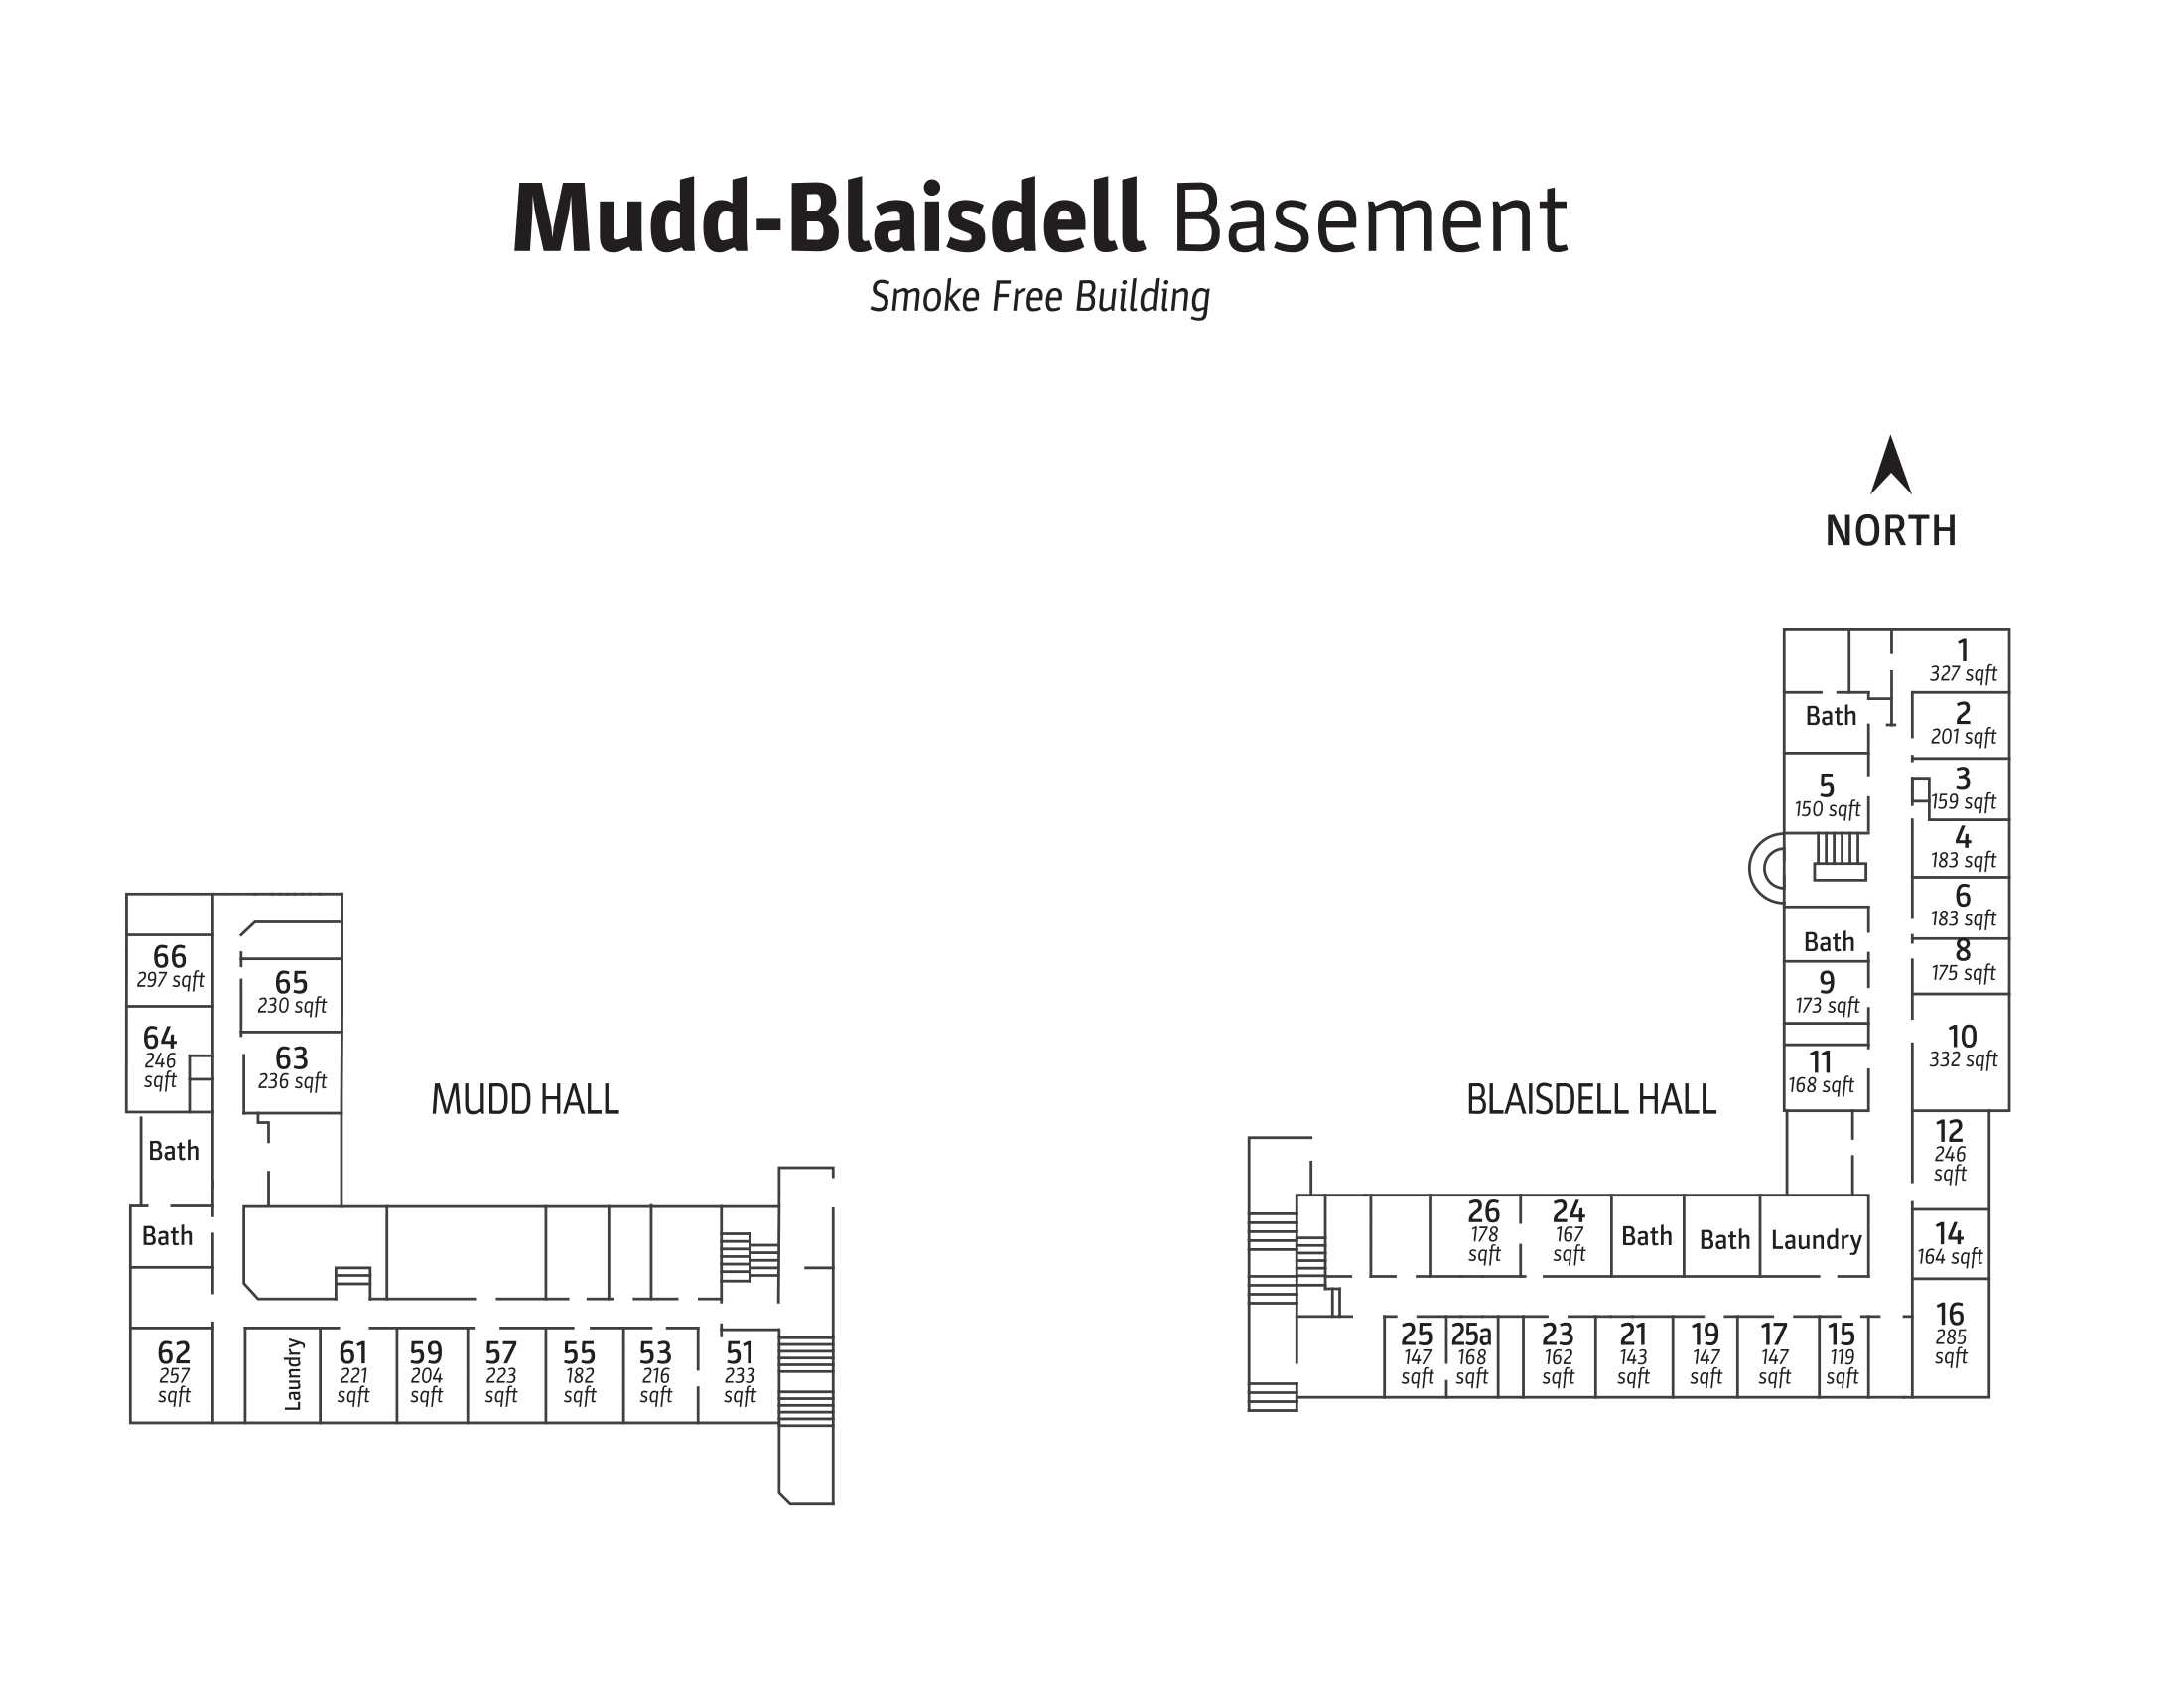 Mudd-Blaisdell Basement
Smoke Free Building
NORTH
MUDD HALL
66
297 sqft
65
230 sqft
64
246
sqft
63
236 sqft
Bath
Bath
62
257
sqft
Laundry
61
221
sqft
59
204
sqft
57
223
sqft
55
182
sqft
53
216
sqft
51
233
sqft
BLAISDELL HALL
1
327 sqft
Bath
2
201 sqft
5
150 sqft
3
159 sqft
4
183 sqft
6
183 sqft
Bath
8
175 sqft
9
173 sqft
10
332 sqft
11
168 sqft
12
246
sqft
26
178
sqft
24
167
sqft
Bath
Bath
Laundry
14
164 sqft
16
285
sqft
25
147
sqft
25a
168
sqft
23
162
sqft
21
143
sqft
19
147
sqft
17
147
sqft
15
119
sqft